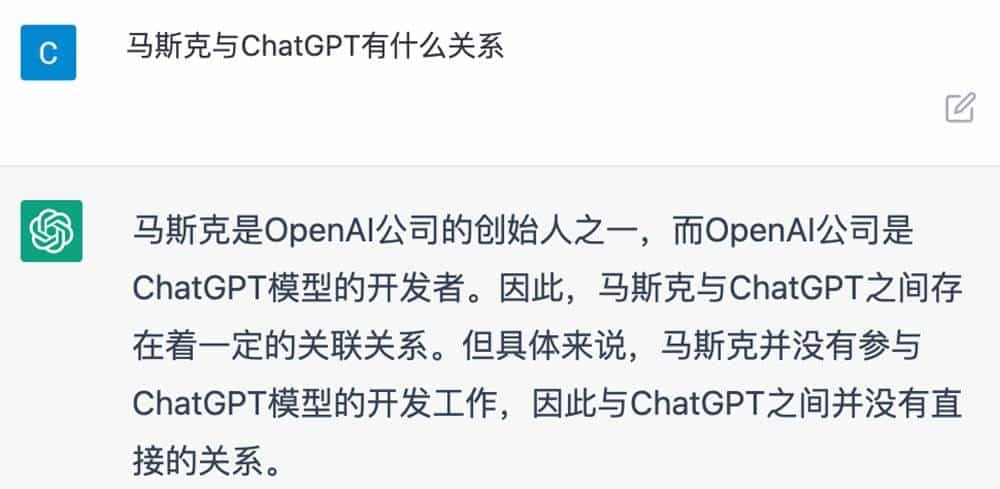 C
马斯克与ChatGPT有什么关系
马斯克是OpenAI公司的创始人之一，而OpenAI公司是
ChatGPT模型的开发者。因此，马斯克与ChatGPT之间存
在着一定的关联关系。但具体来说，马斯克并没有参与
ChatGPT模型的开发工作，因此与ChatGPT之间并没有直
接的关系。